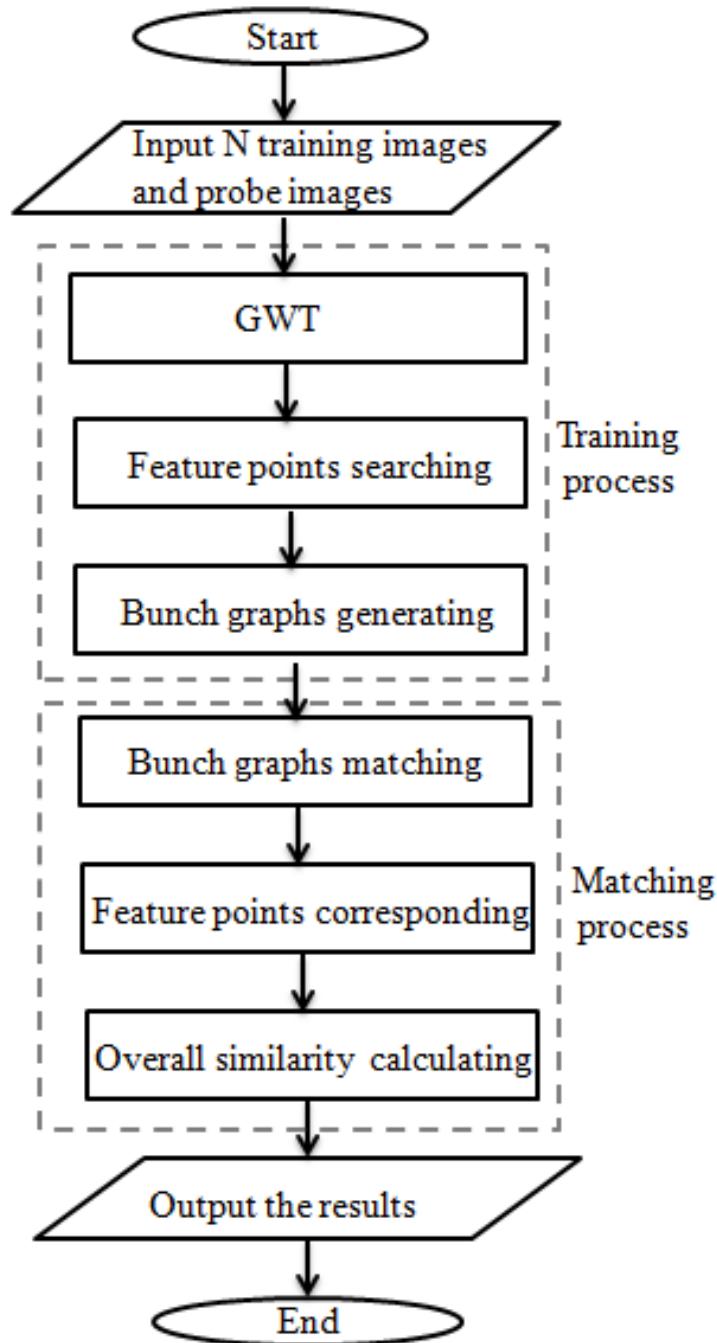 Start
Input N training images
and probe images
GWT
Feature points searching
Bunch graphs generating
Training
process
Bunch graphs matching
Feature points corresponding
Overall similarity calculating
Matching
process
Output the results
End